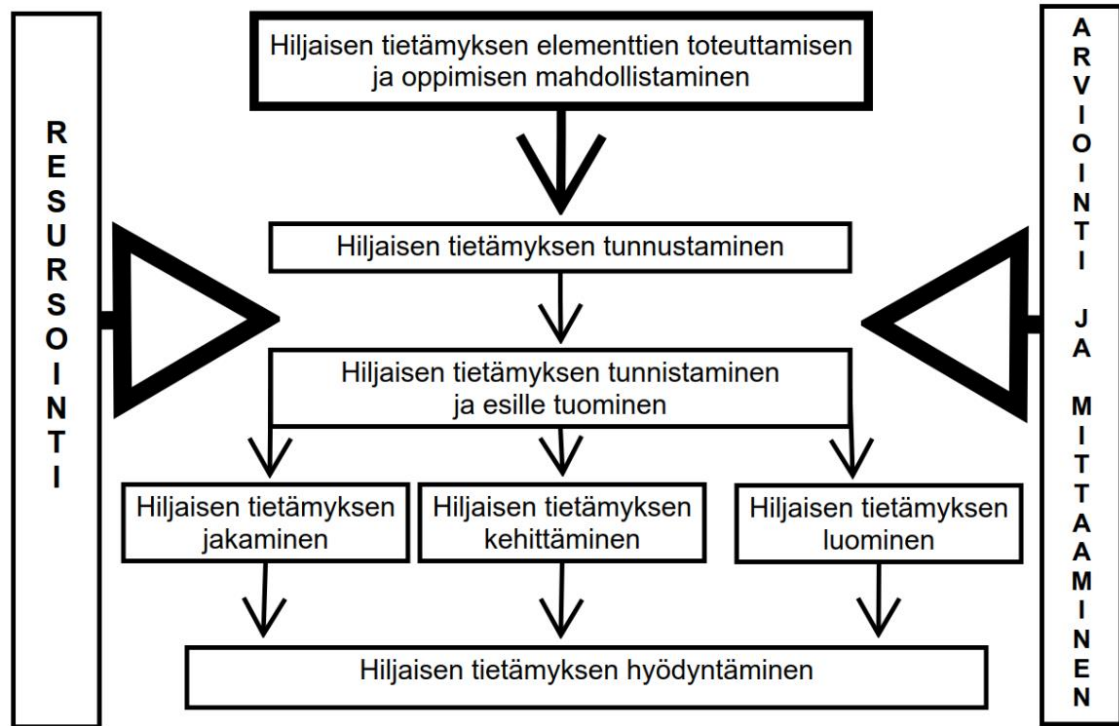 RESURSOINTI
Hiljaisen tietämyksen elementtien toteuttamisen
ja oppimisen mahdollistaminen
Hiljaisen tietämyksen tunnustaminen
Hiljaisen tietämyksen tunnistaminen
ja esille tuominen
Hiljaisen tietämyksen
jakaminen
Hiljaisen tietämyksen
kehittäminen
Hiljaisen tietämyksen
luominen
Hiljaisen tietämyksen hyödyntäminen
ARVIOINTI JA MITTAAMINEN